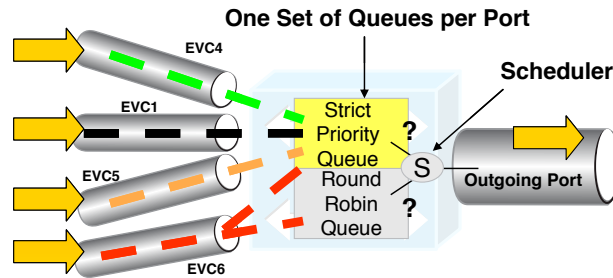 One Set of Queues per Port
EVC4
Scheduler
EVC1
Strict
Priority
Queue
?
S
Outgoing Port
EVC5
Round
Robin
Queue
?
EVC6